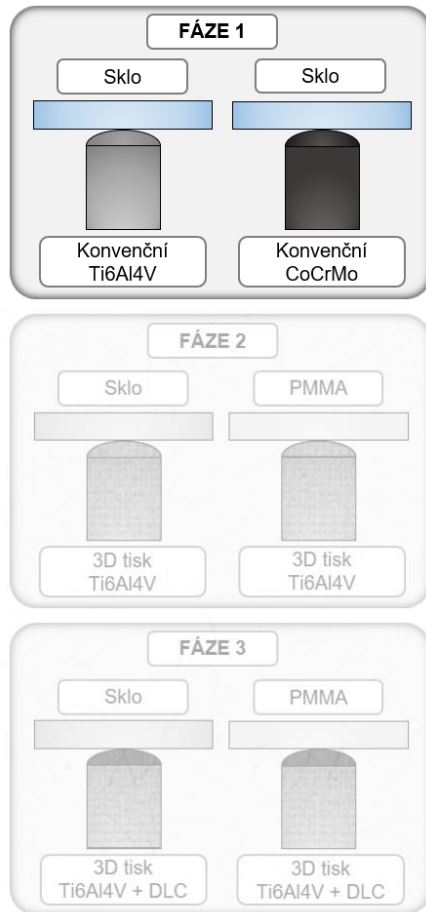 FÁZE 1
Sklo
Sklo
Konvenční
Ti6Al4V
Konvenční
CoCrMo
FÁZE 2
Sklo
PMMA
3D tisk
Ti6Al4V
3D tisk
Ti6Al4V
FÁZE 3
Sklo
PMMA
3D tisk
Ti6Al4V + DLC
3D tisk
Ti6Al4V + DLC